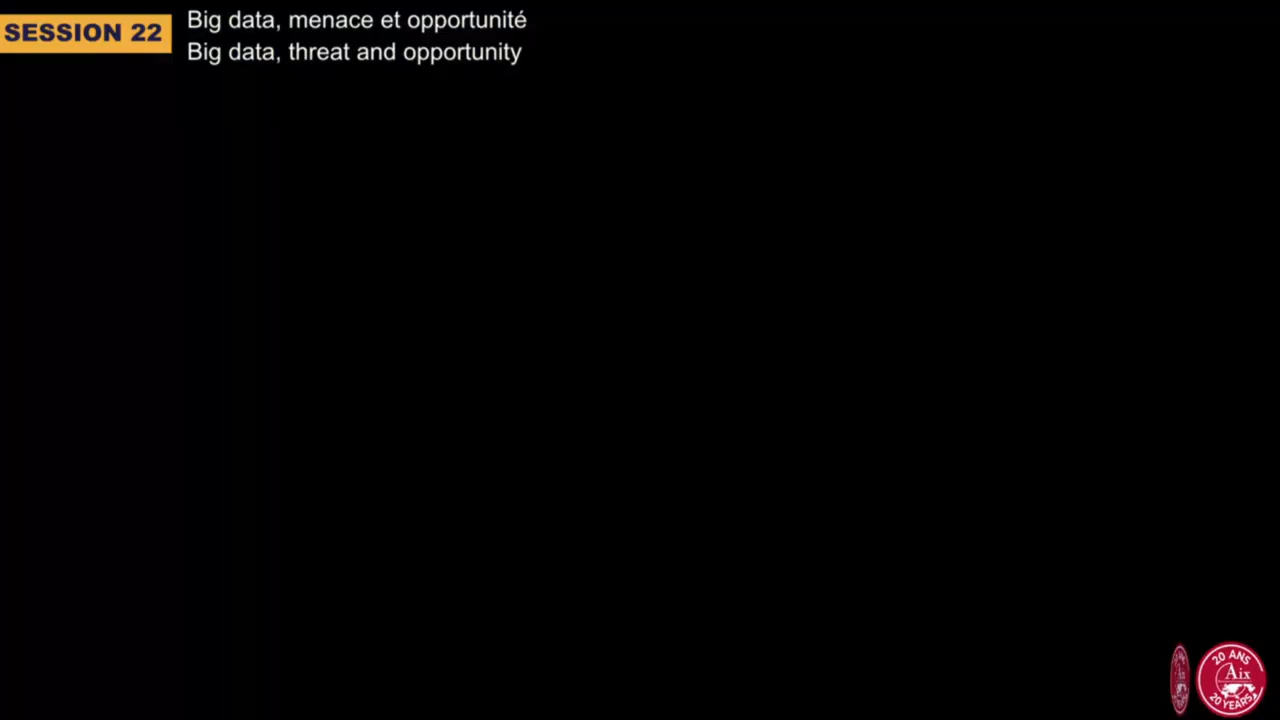 SESSION 22
Big data, menace et opportunité
Big data, threat and opportunity
20 ANS
Aix
20 YEARS